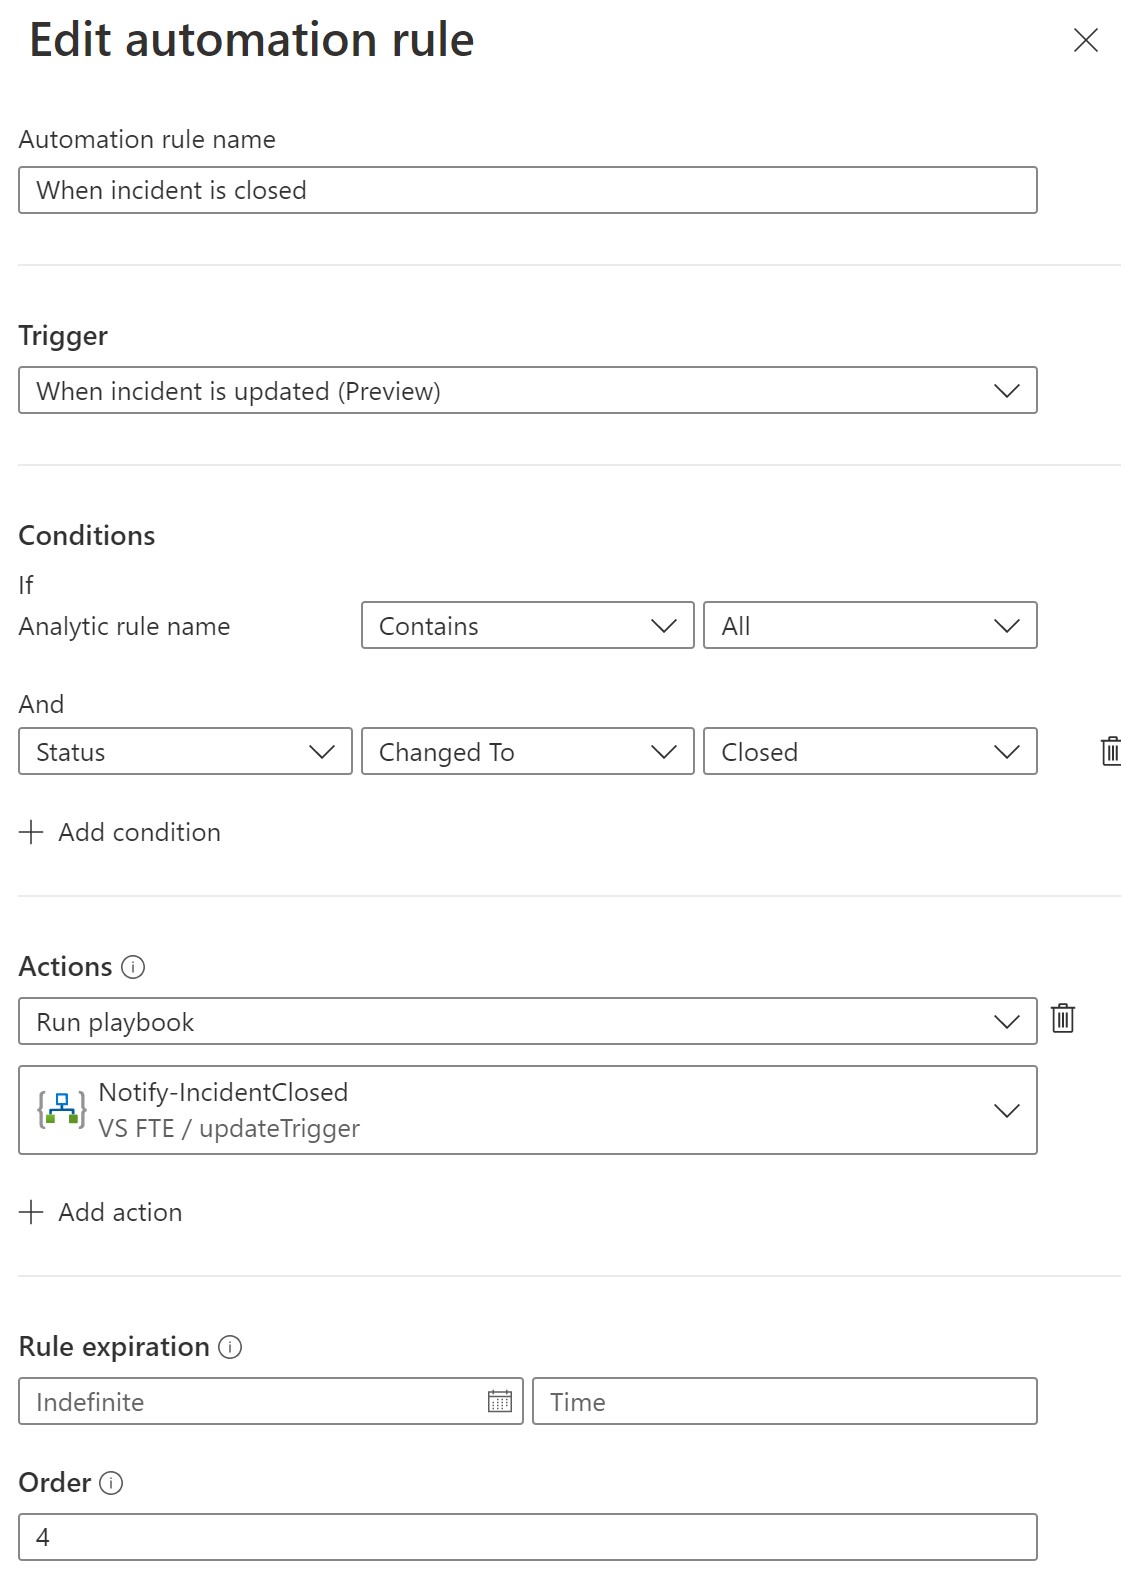 Edit automation rule
Automation rule name
When incident is closed
Trigger
When incident is updated (Preview)
Conditions
If
Analytic rule name Contains All
And
Status Changed To Closed
Add condition
Actions
Run playbook
Notify-IncidentClosed
VS FTE / updateTrigger
Add action
Rule expiration
Indefinite Time
Order
4